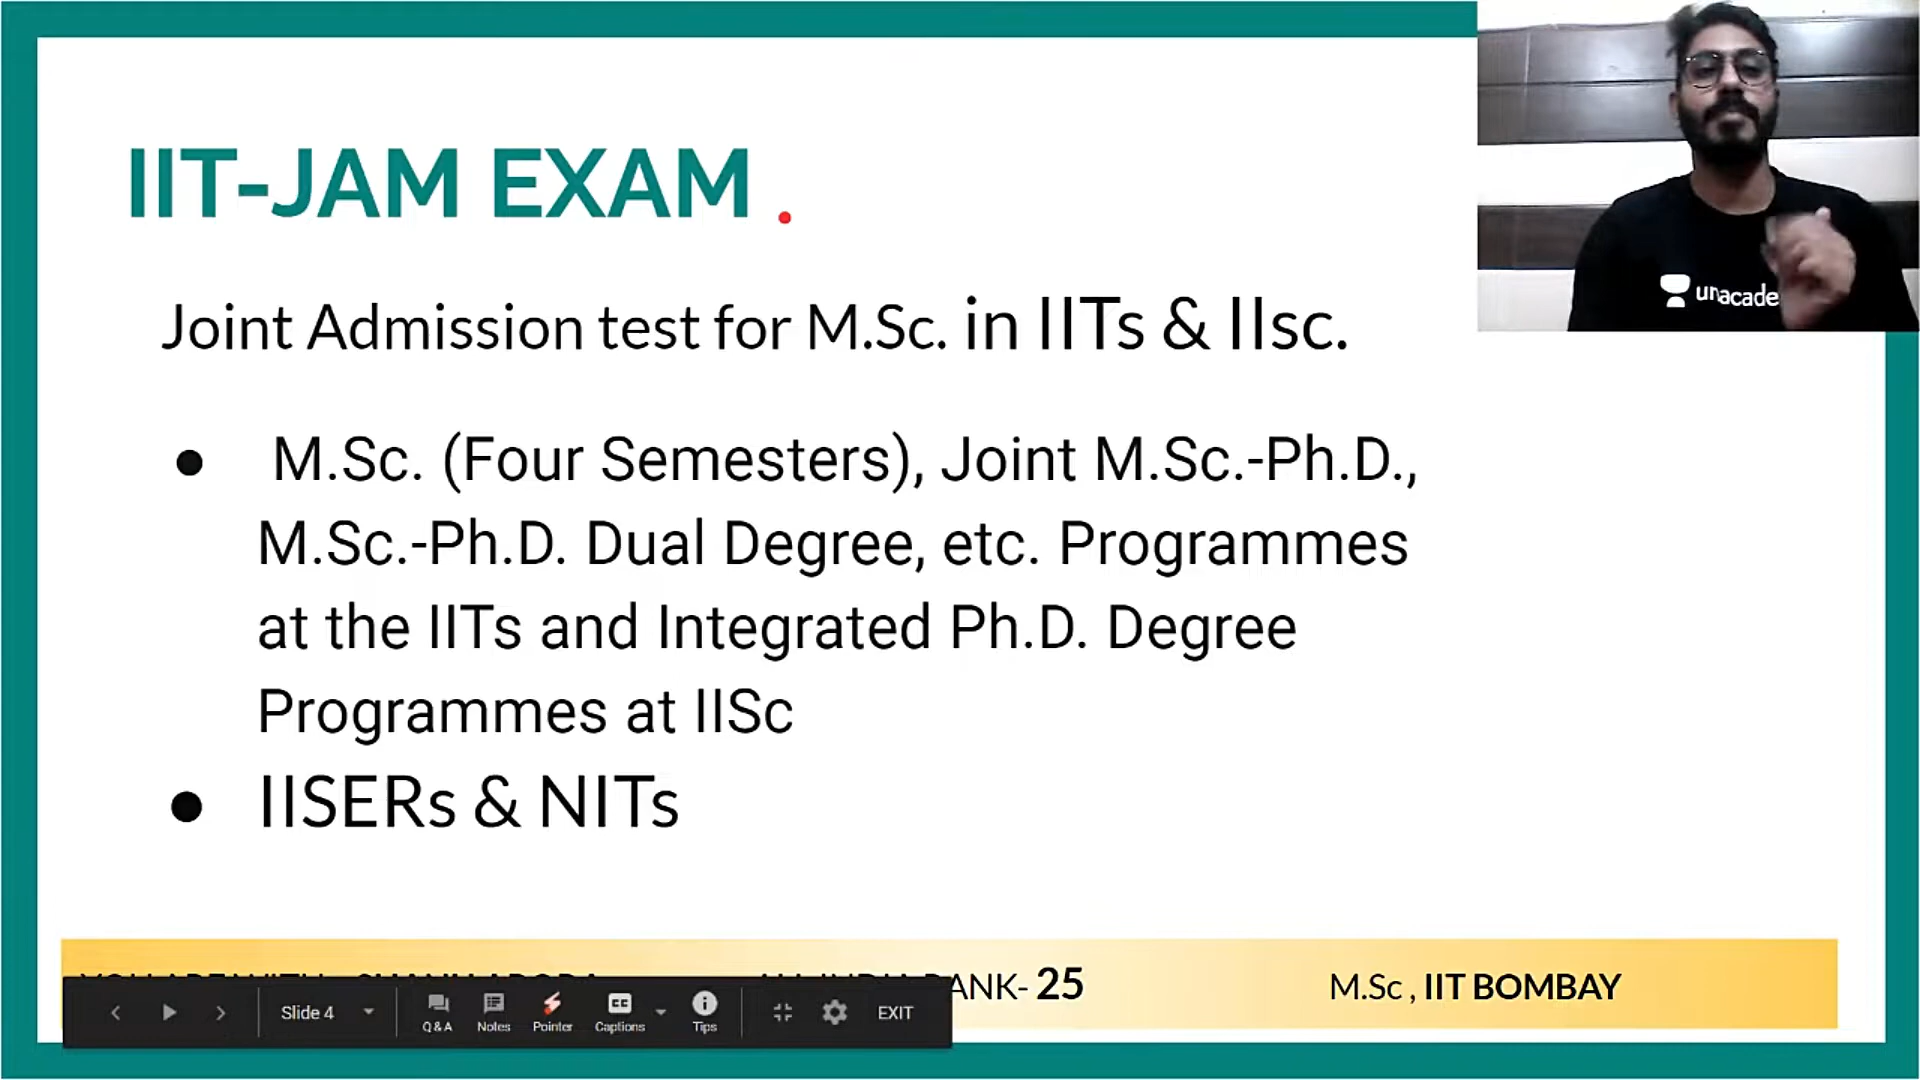 IIT-JAM EXAM
Joint Admission test for M.Sc. in IITs & IIsc.
● M.Sc. (Four Semesters), Joint M.Sc.-Ph.D.,
M.Sc.-Ph.D. Dual Degree, etc. Programmes
at the IITs and Integrated Ph.D. Degree
Programmes at IISc
● IISERs & NITs
25
M.Sc , IIT BOMBAY
Slide 4
Q & A
Notes
Pointer
CC
Captions
Tips
EXIT